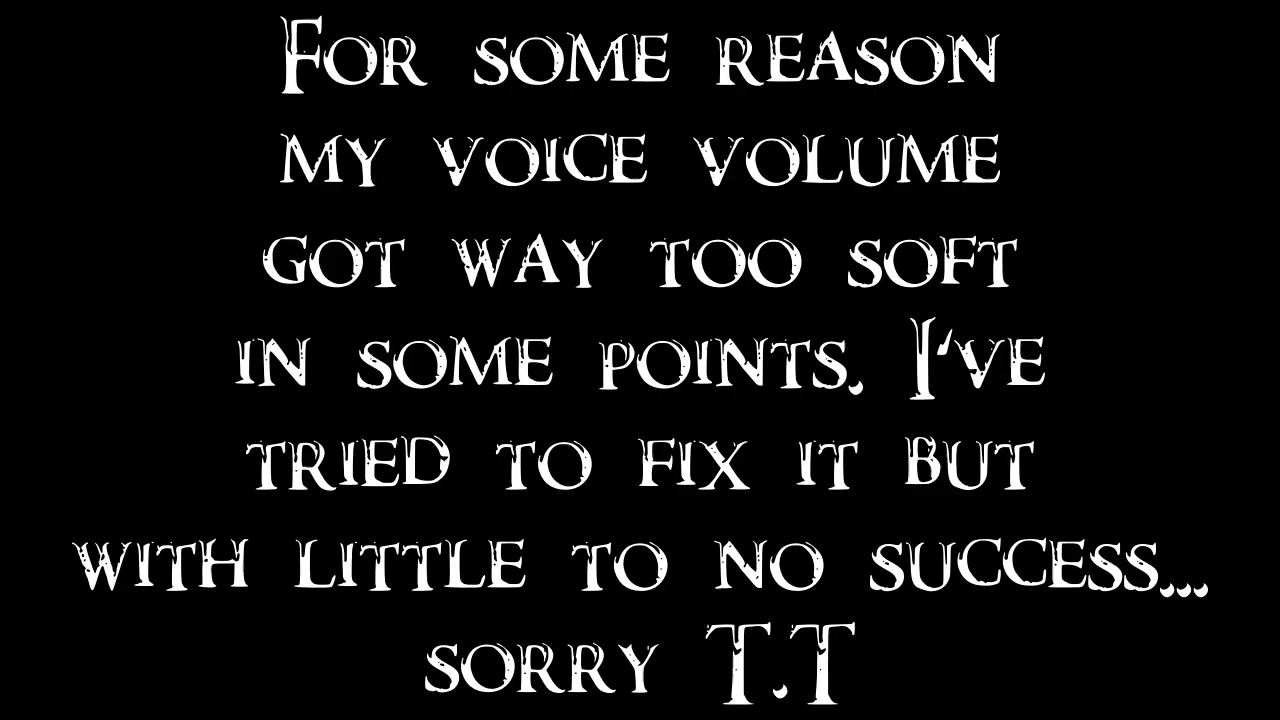 For some reason
my voice volume
got way too soft
in some points. I've
tried to fix it but
with little to no success...
sorry T.T